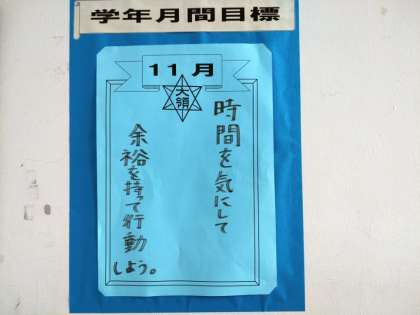 学年月間目標
11月
大領
時間を気にして
余裕を持って行動
しよう。